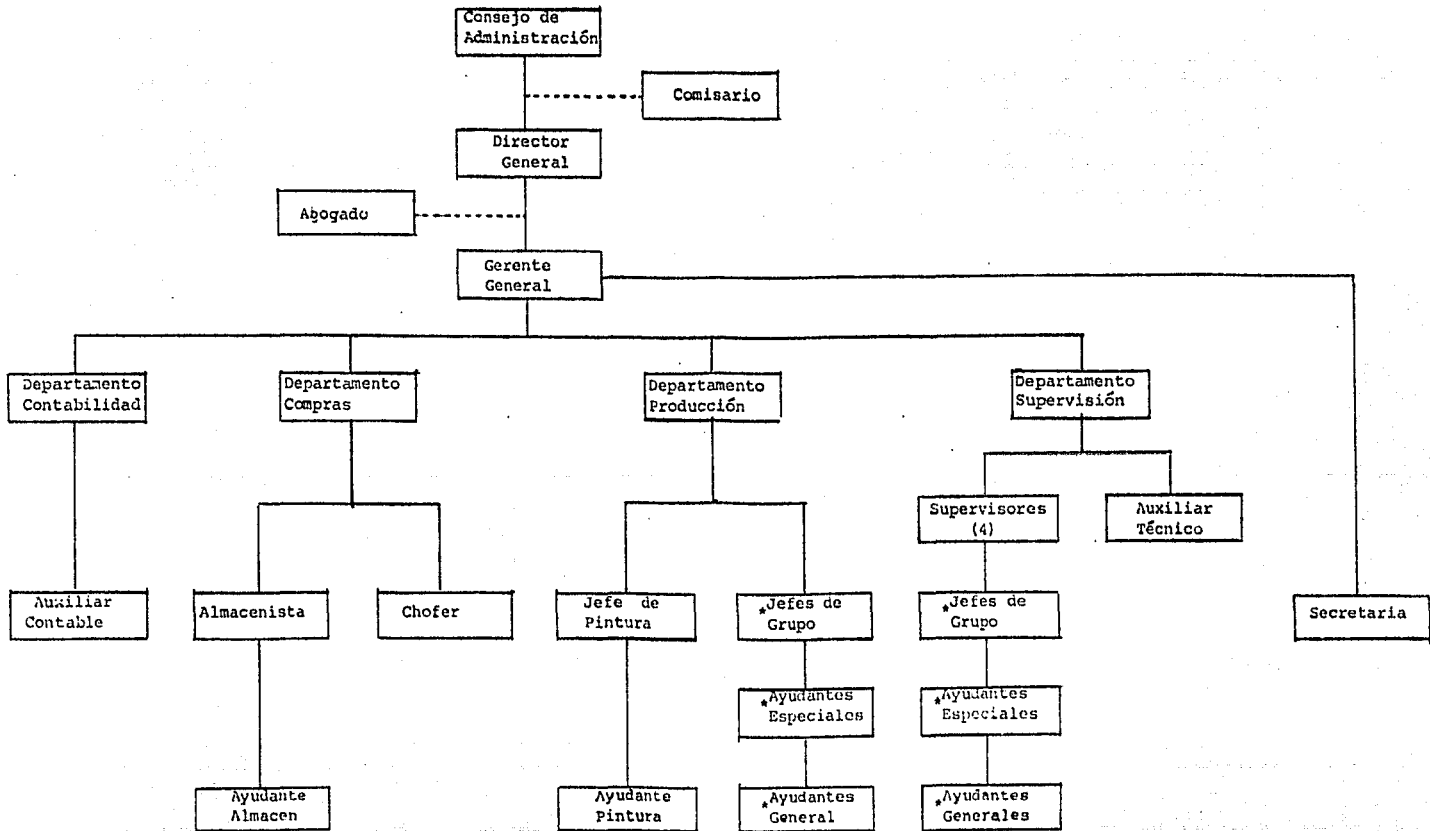 Consejo de
Administración
Comisario
Director
General
Abogado
Gerente
General
Departamento
Contabilidad
Departamento
Compras
Departamento
Producción
Departamento
Supervisión
Supervisores
(4)
Auxiliar
Técnico
Auxiliar
Contable
Almacenista
Chofer
Jefe de
Pintura
*Jefes de
Grupo
*Jefes de
Grupo
Secretaria
*Ayudantes
Especiales
*Ayudantes
Especiales
Ayudante
Almacen
Ayudante
Pintura
*Ayudantes
General
*Ayudantes
Generales